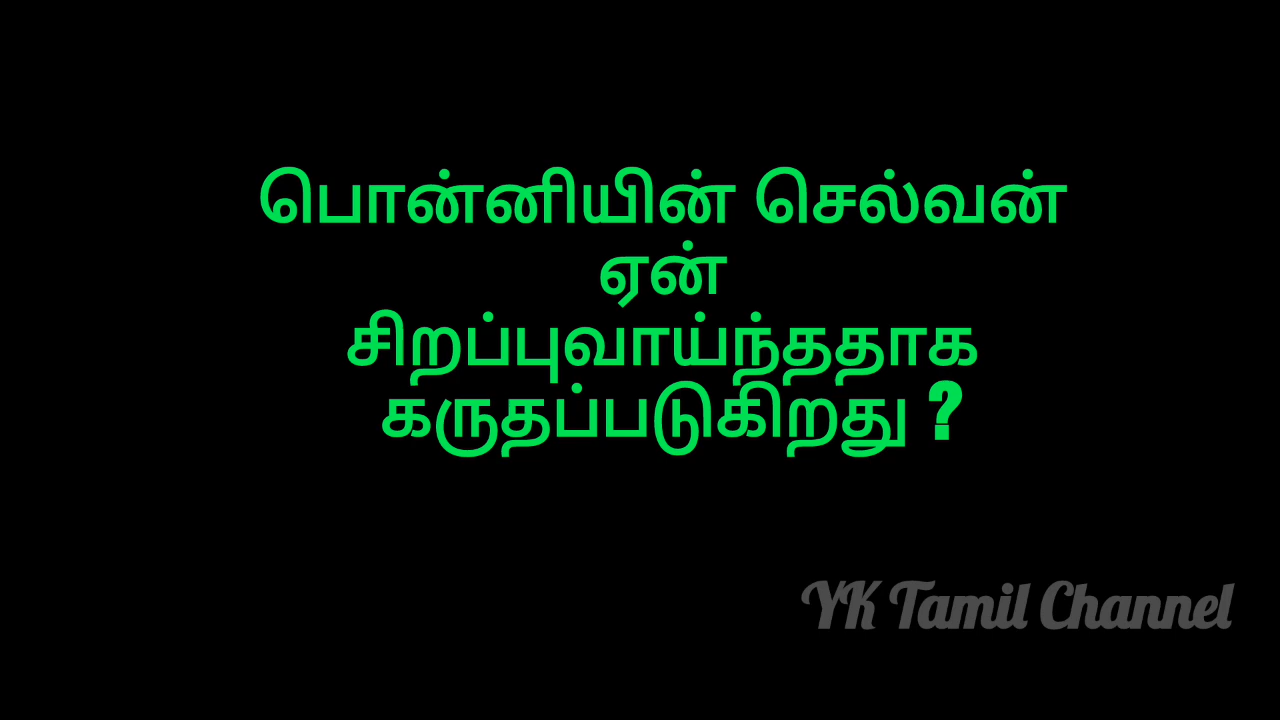 பொன்னியின் செல்வன்
ஏன்
சிறப்புவாய்ந்ததாக
கருதப்படுகிறது ?
YK Tamil Channel